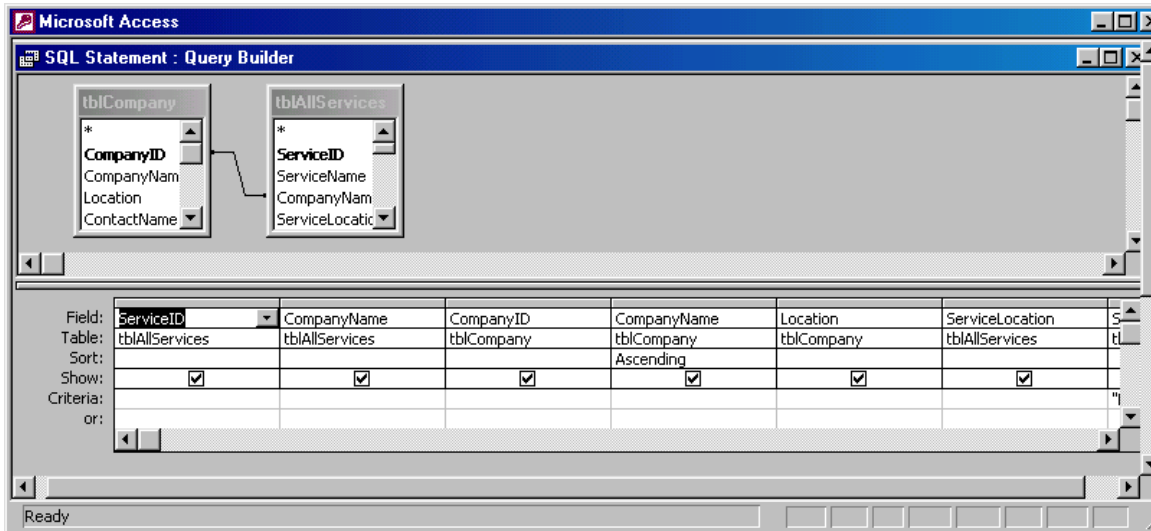 Microsoft Access
SQL Statement : Query Builder
tblCompany tblAllServices
* *
CompanyID ServiceID
CompanyNam ServiceName
Location CompanyNam
ContactName ServiceLocatic
Field: ServiceID CompanyName CompanyID CompanyName Location ServiceLocation S
Table: tblAllServices tblAllServices tblCompany tblCompany tblCompany tblAllServices tl
Sort: Ascending
Show:
Criteria:
or:
Ready